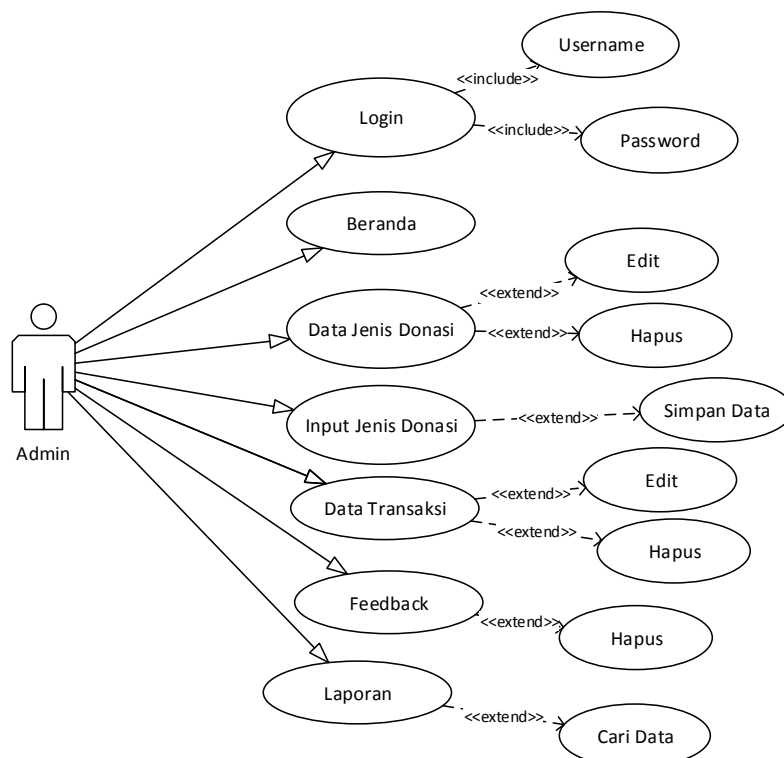 Username
<<include>>
Login
<<include>>
Password
Beranda
Edit
<<extend>>
Data Jenis Donasi
<<extend>>
Hapus
Admin
Input Jenis Donasi
<<extend>>
Simpan Data
Edit
<<extend>>
Data Transaksi
<<extend>>
Hapus
Feedback
<<extend>>
Hapus
Laporan
<<extend>>
Cari Data